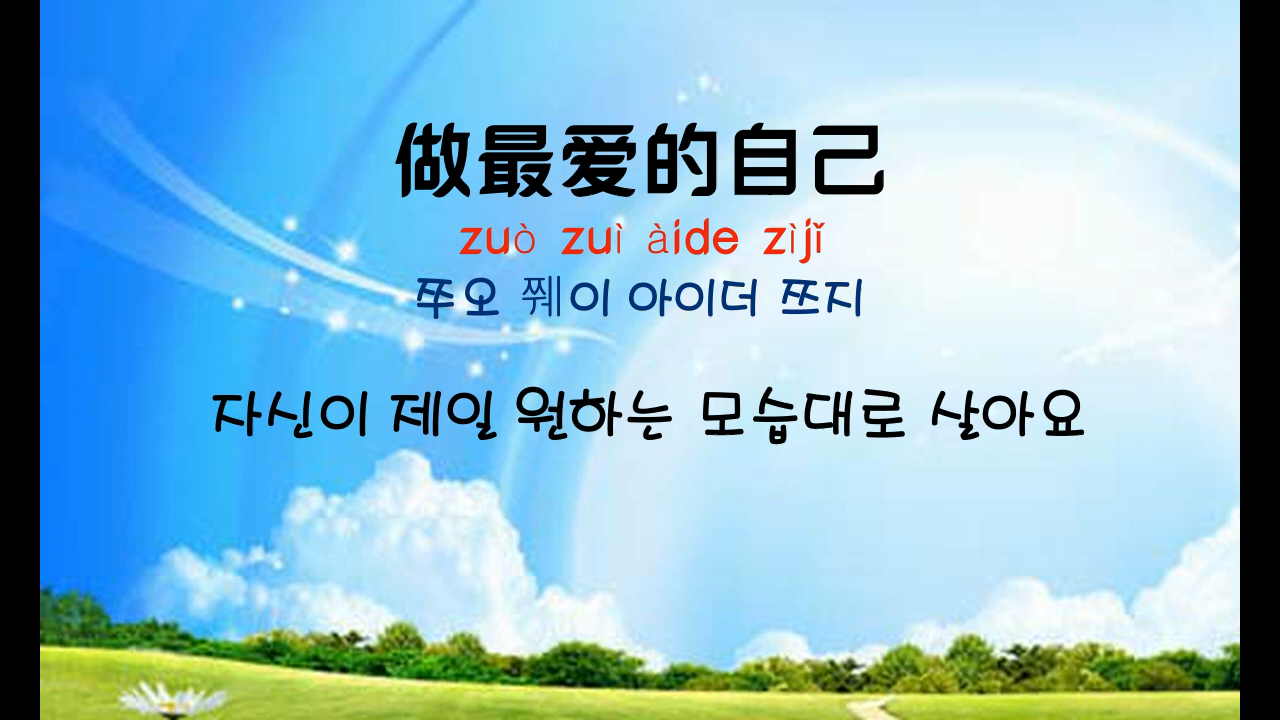 做最爱的自己
zuò zuì àide zìjǐ
쭈오 쮀이 아이더 쯔지
자신이 제일 원하는 모습대로 살아요